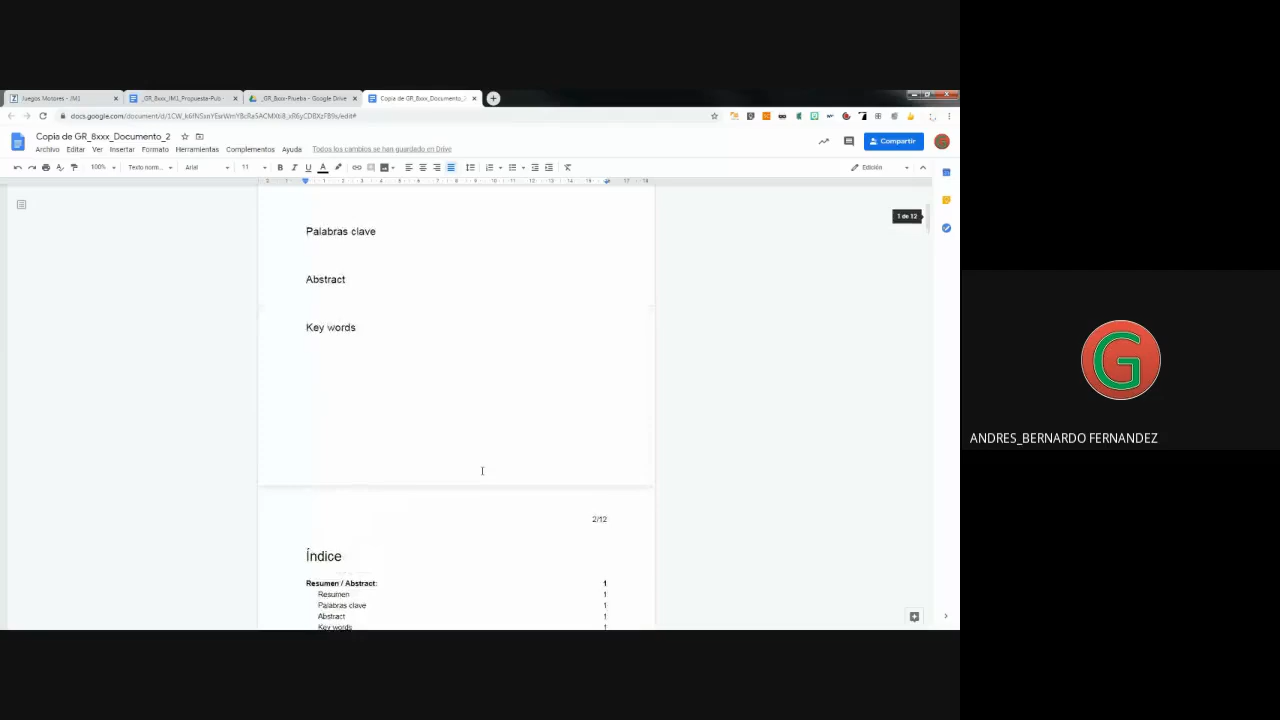 Juegos Motores - JM1
_GR_8xxx_JM1_Propuesta-Pub
_GR_8xxx-Prueba - Google Drive
Copia de GR_8xxx_Documento_2
Copia de GR_8xxx_Documento_2
Compartir
Archivo Editar Ver Insertar Formato Herramientas Complementos Ayuda Todos los cambios se han guardado en Drive
100% Texto norm... Arial 11 Edición
1 de 12
Palabras clave
Abstract
Key words
2/12
Índice
Resumen / Abstract: 1
Resumen 1
Palabras clave 1
Abstract 1
Key words 1
G
ANDRES_BERNARDO FERNANDEZ